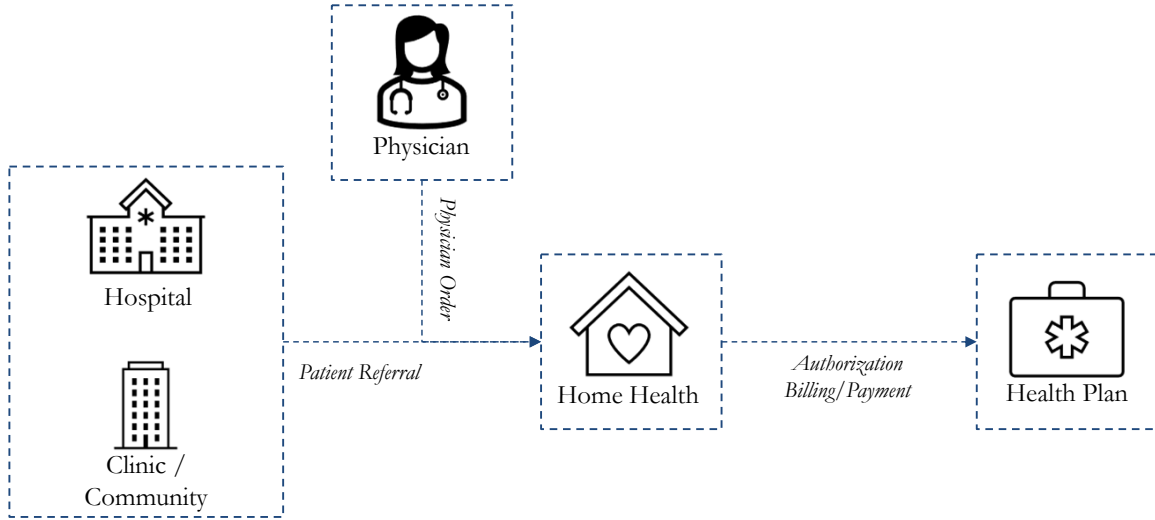 Physician
Physician Order
Hospital
Clinic /
Community
Patient Referral
Home Health
Authorization
Billing/Payment
Health Plan